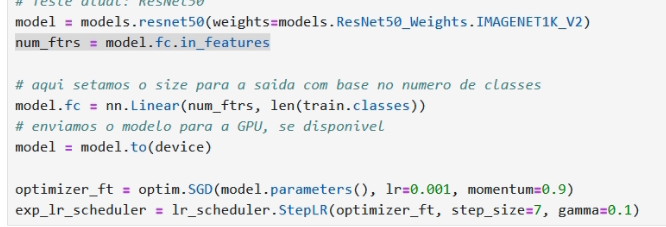 # Teste atual: ResNet50
model = models.resnet50(weights=models.ResNet50_Weights.IMAGENET1K_V2)
num_ftrs = model.fc.in_features
# aqui setamos o size para a saida com base no numero de classes
model.fc = nn.Linear(num_ftrs, len(train.classes))
# enviamos o modelo para a GPU, se disponivel
model = model.to(device)
optimizer_ft = optim.SGD(model.parameters(), lr=0.001, momentum=0.9)
exp_lr_scheduler = lr_scheduler.StepLR(optimizer_ft, step_size=7, gamma=0.1)